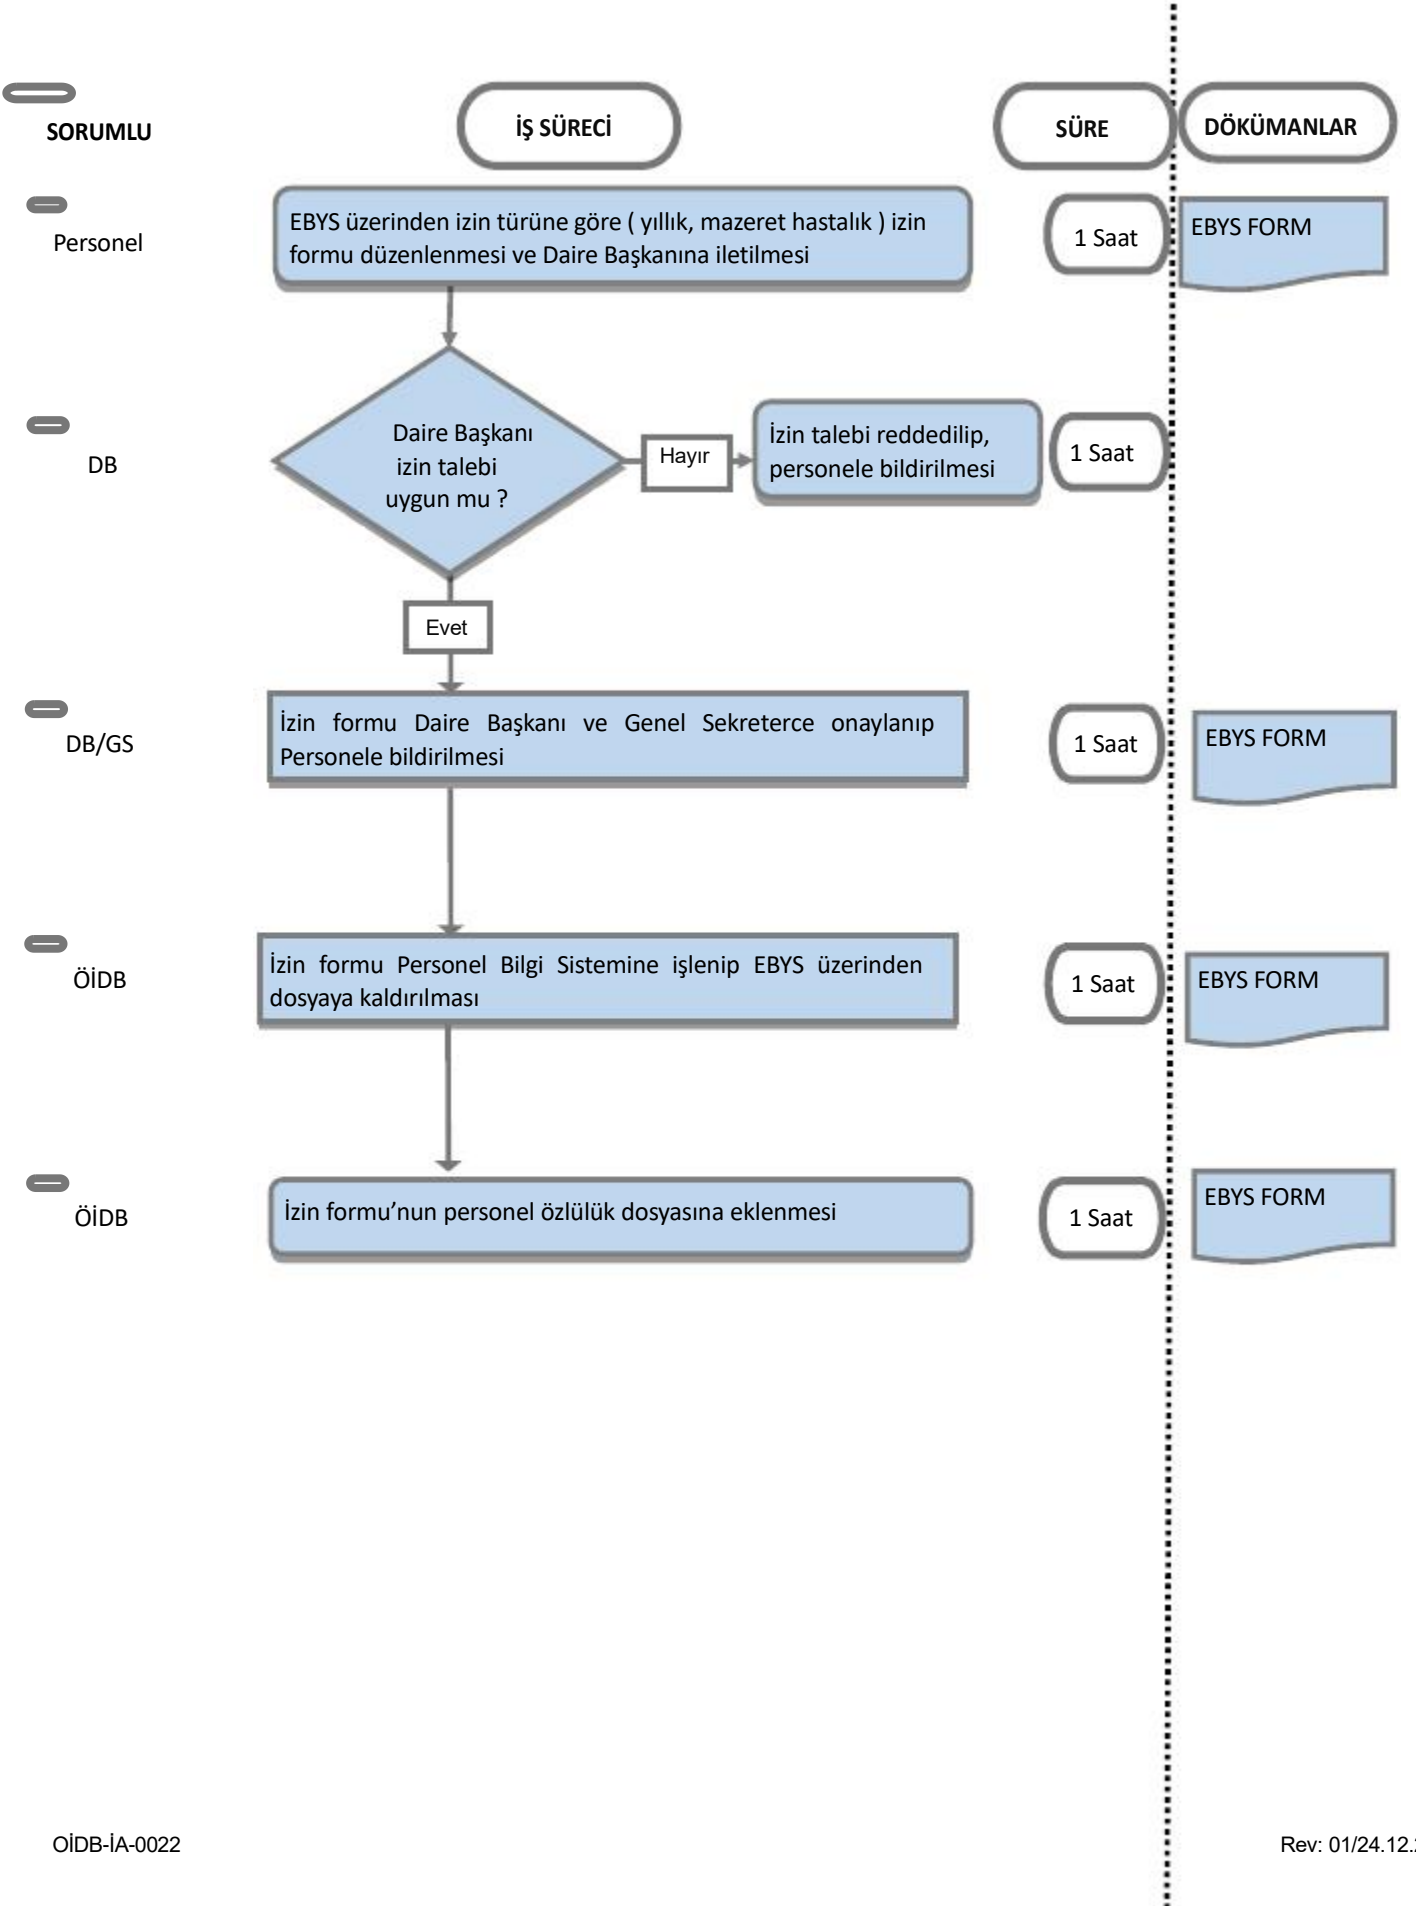 SORUMLU
İŞ SÜRECİ
SÜRE
DÖKÜMANLAR
Personel
EBYS üzerinden izin türüne göre ( yıllık, mazeret hastalık ) izin
formu düzenlenmesi ve Daire Başkanına iletilmesi
1 Saat
EBYS FORM
DB
Daire Başkanı
izin talebi
uygun mu ?
Hayır
İzin talebi reddedilip,
personele bildirilmesi
1 Saat
Evet
DB/GS
İzin formu Daire Başkanı ve Genel Sekreterce onaylanıp
Personele bildirilmesi
1 Saat
EBYS FORM
ÖİDB
İzin formu Personel Bilgi Sistemine işlenip EBYS üzerinden
dosyaya kaldırılması
1 Saat
EBYS FORM
ÖİDB
İzin formu’nun personel özlülük dosyasına eklenmesi
1 Saat
EBYS FORM
OİDB-İA-0022
Rev: 01/24.12.